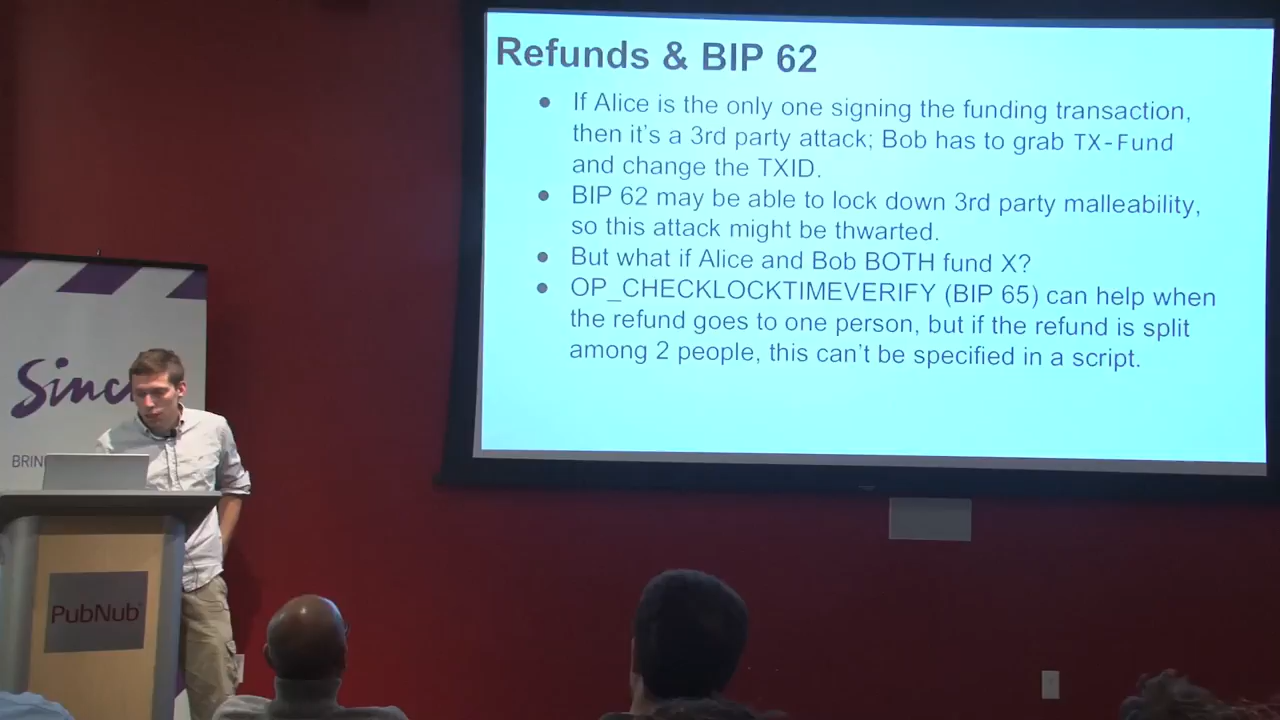 Refunds & BIP 62
● If Alice is the only one signing the funding transaction,
then it's a 3rd party attack; Bob has to grab TX-Fund
and change the TXID.
● BIP 62 may be able to lock down 3rd party malleability,
so this attack might be thwarted.
● But what if Alice and Bob BOTH fund X?
● OP_CHECKLOCKTIMEVERIFY (BIP 65) can help when
the refund goes to one person, but if the refund is split
among 2 people, this can't be specified in a script.
PubNub